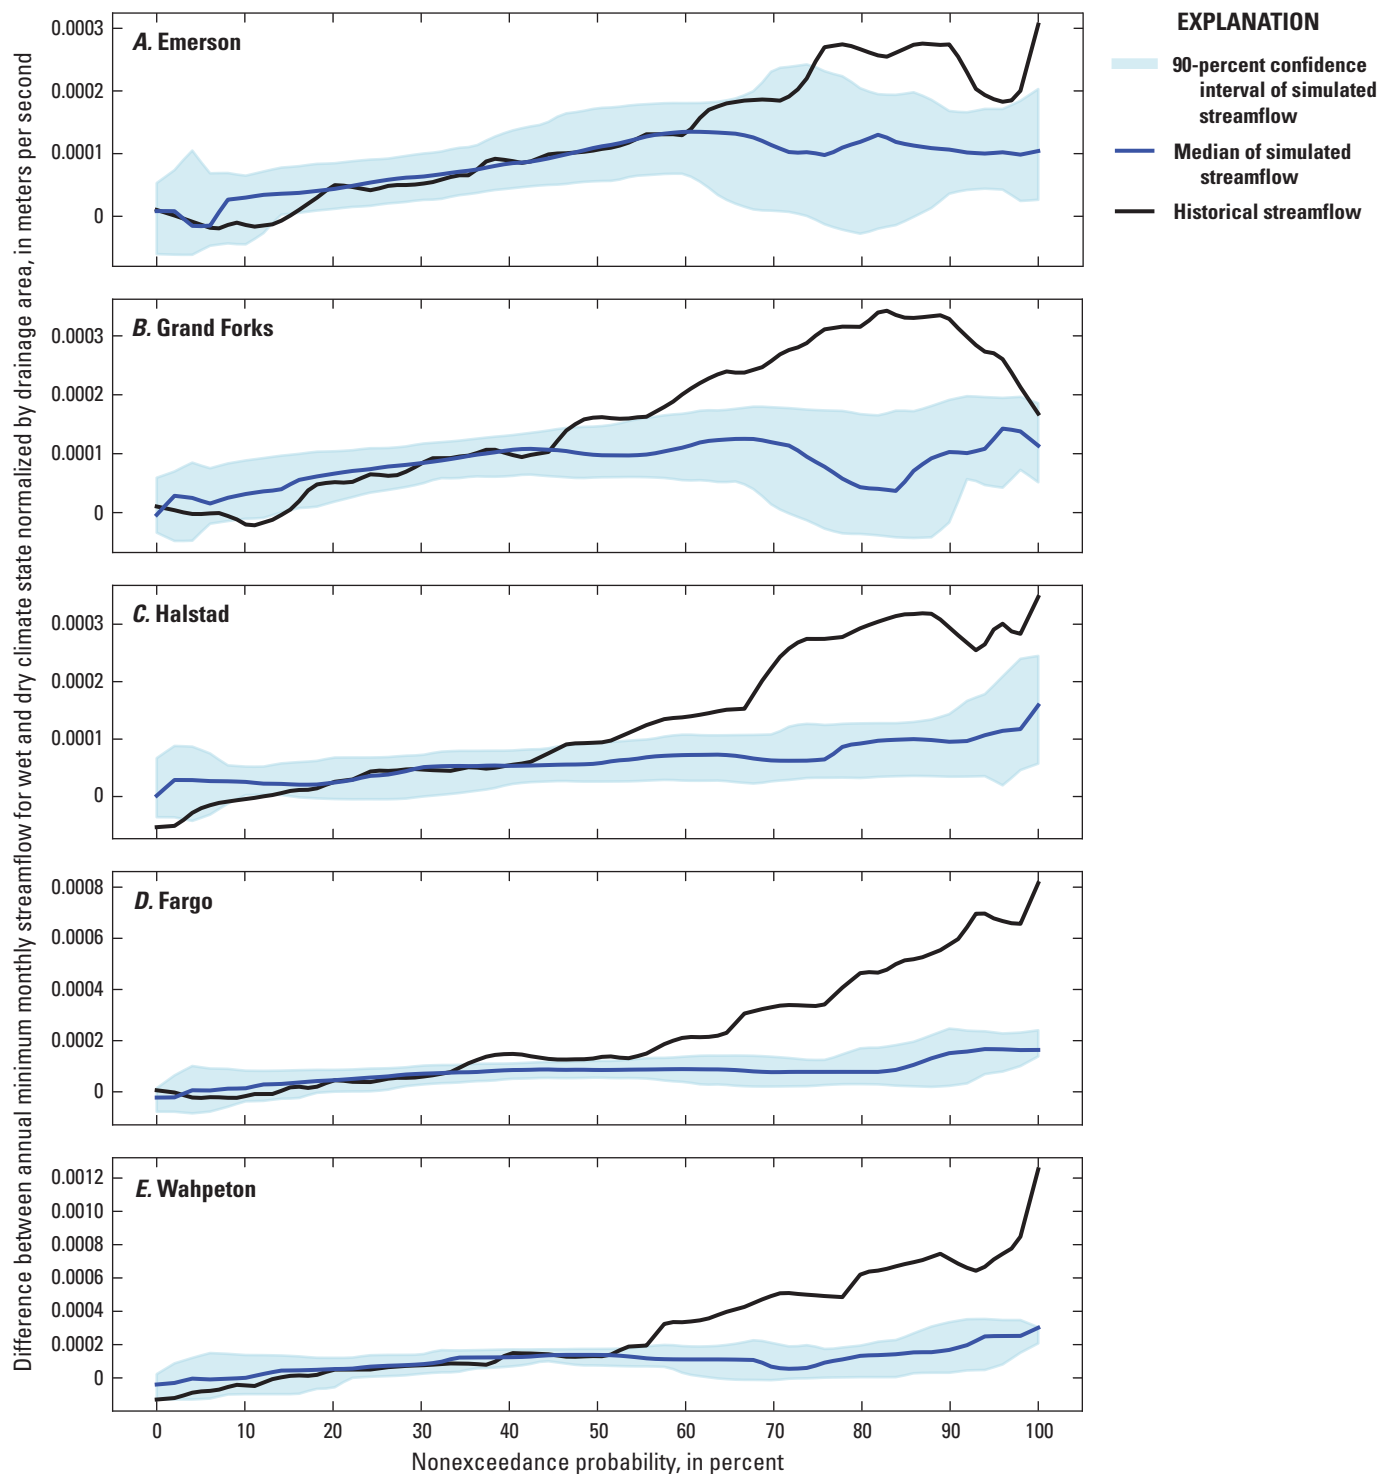 Difference between annual minimum monthly streamflow for wet and dry climate state normalized by drainage area, in meters per second
A. Emerson
0.0003
0.0002
0.0001
0
B. Grand Forks
0.0003
0.0002
0.0001
0
C. Halstad
0.0003
0.0002
0.0001
0
D. Fargo
0.0008
0.0006
0.0004
0.0002
0
E. Wahpeton
0.0012
0.0010
0.0008
0.0006
0.0004
0.0002
0
0 10 20 30 40 50 60 70 80 90 100
Nonexceedance probability, in percent
EXPLANATION
90-percent confidence
interval of simulated
streamflow
Median of simulated
streamflow
Historical streamflow